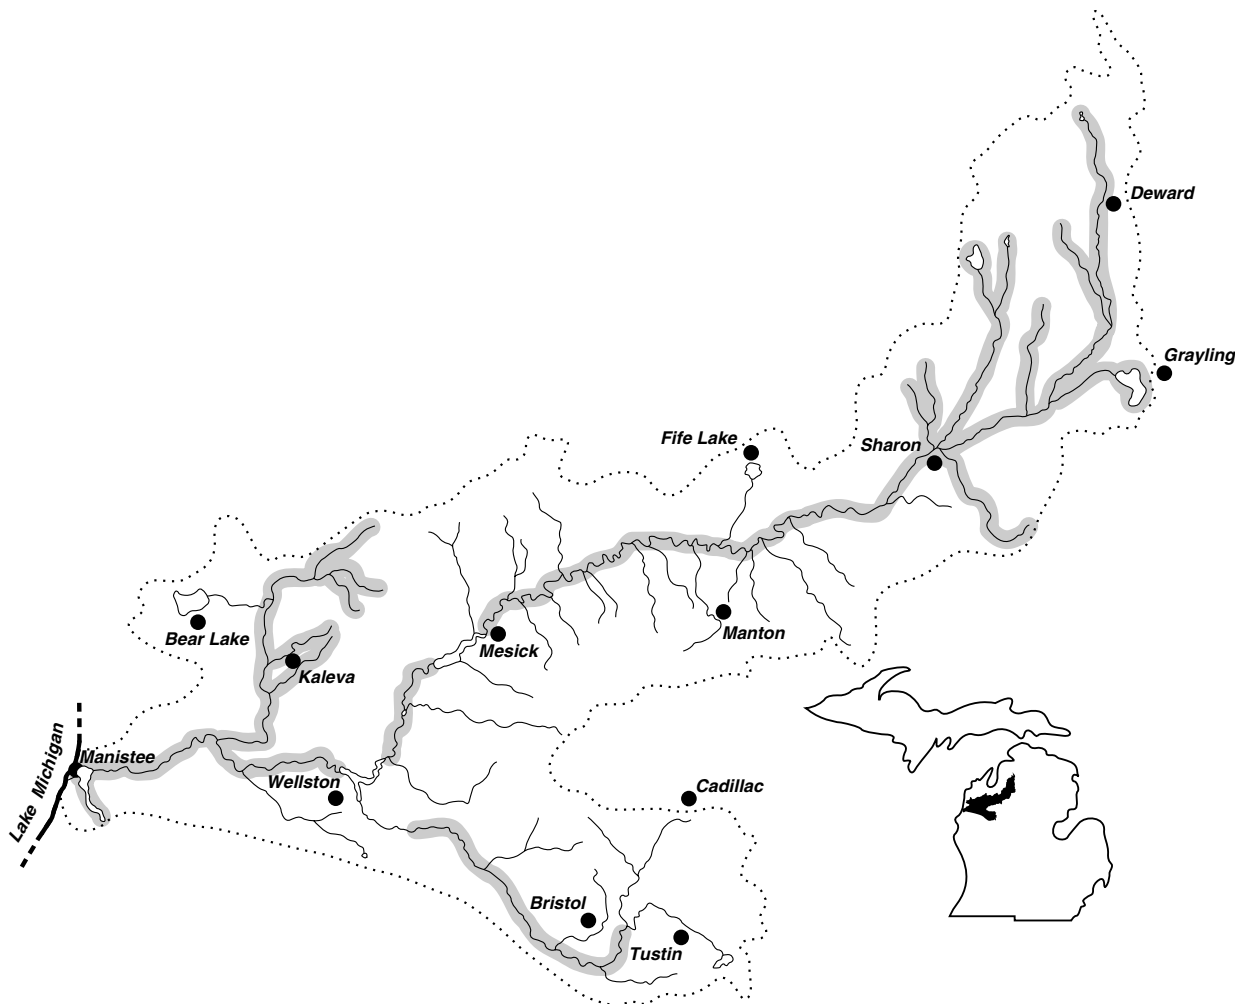 Deward
Grayling
Fife Lake
Sharon
Bear Lake
Manton
Mesick
Kaleva
Lake Michigan
Manistee
Wellston
Cadillac
Bristol
Tustin